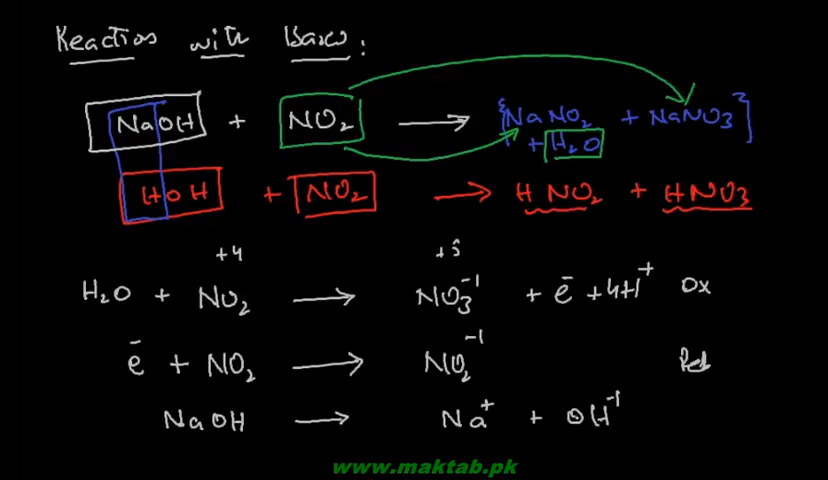 Reaction with Bases:
NaOH + NO₂ ⟶ [NaNO₂ + NaNO3]
+ H₂O
HOH + NO₂ ⟶ HNO₂ + HNO3
+4 +5
H₂O + NO₂ ⟶ NO₃⁻¹ + e⁻ + 4H⁺ Ox
e⁻ + NO₂ ⟶ NO₂⁻¹ Red
NaOH ⟶ Na⁺ + OH⁻¹
www.maktab.pk